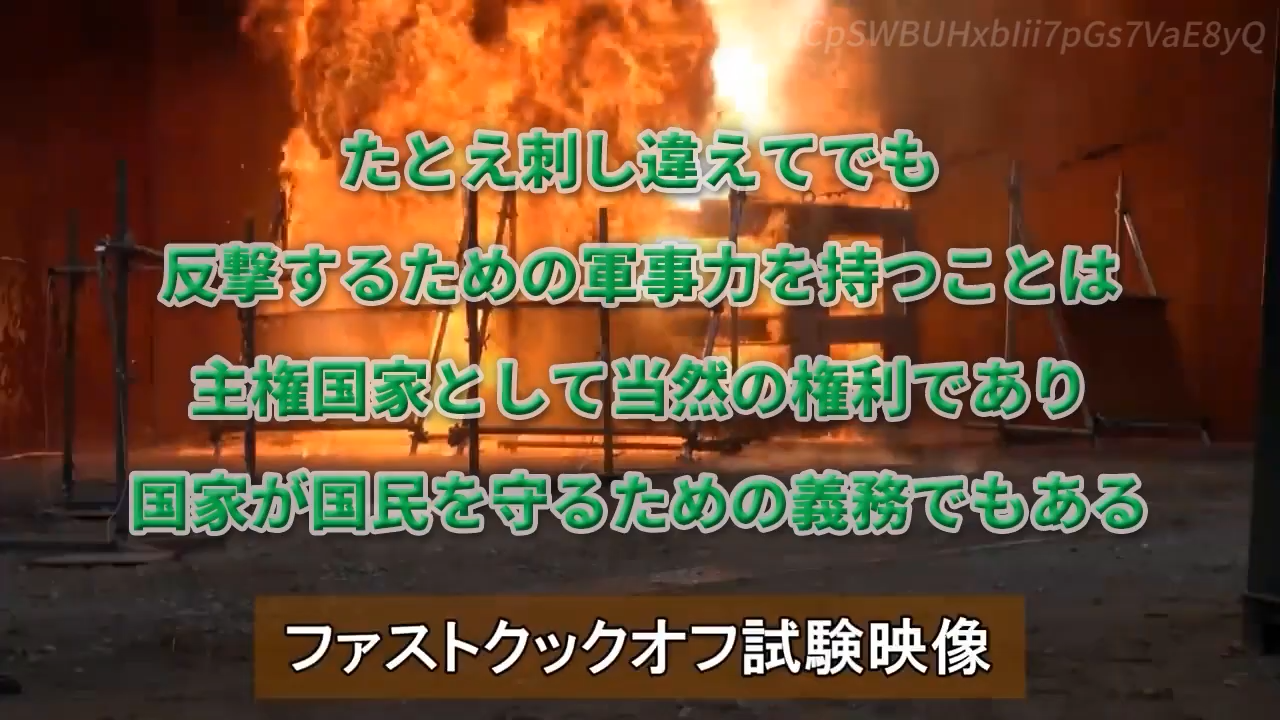 CpSWBUHxbIii7pGs7VaE8yQ
たとえ刺し違えてでも
反撃するための軍事力を持つことは
主権国家として当然の権利であり
国家が国民を守るための義務でもある
ファストクックオフ試験映像